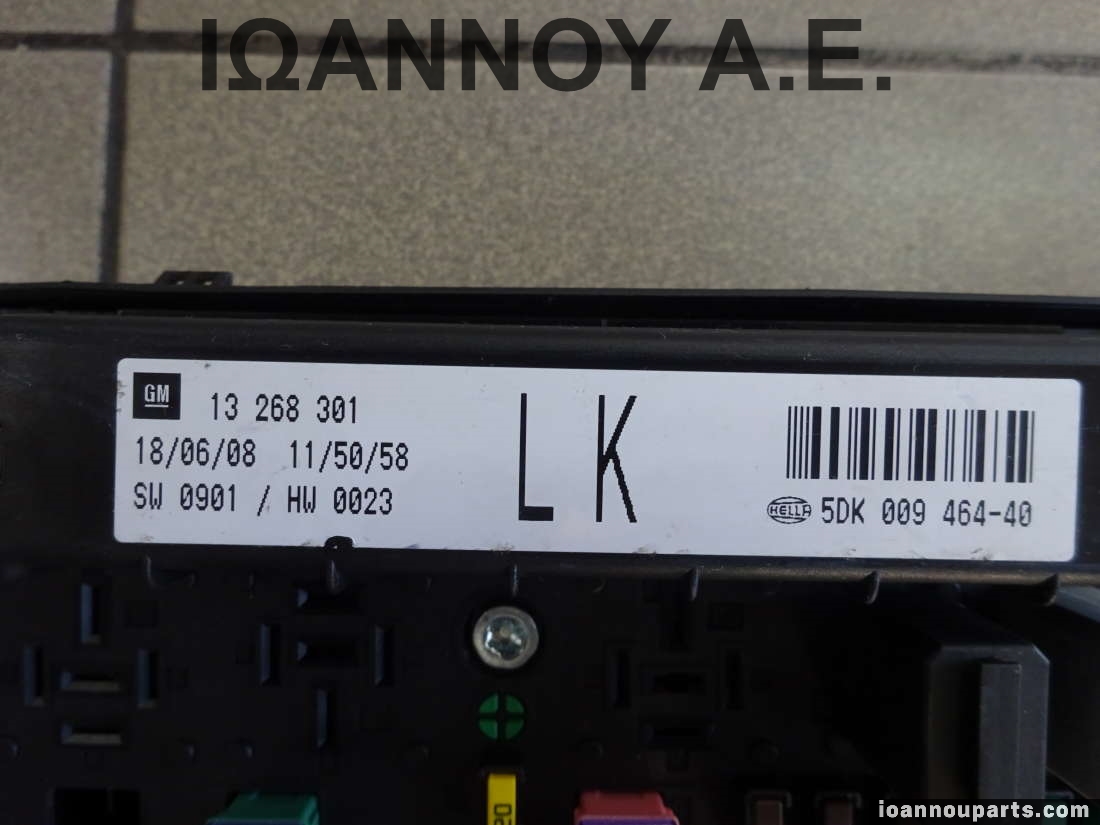 ΙΩΑΝΝΟΥ Α.Ε.
GM 13 268 301
18/06/08 11/50/58
SW 0901 / HW 0023
LK
HELLA 5DK 009 464-40
ioannouparts.com